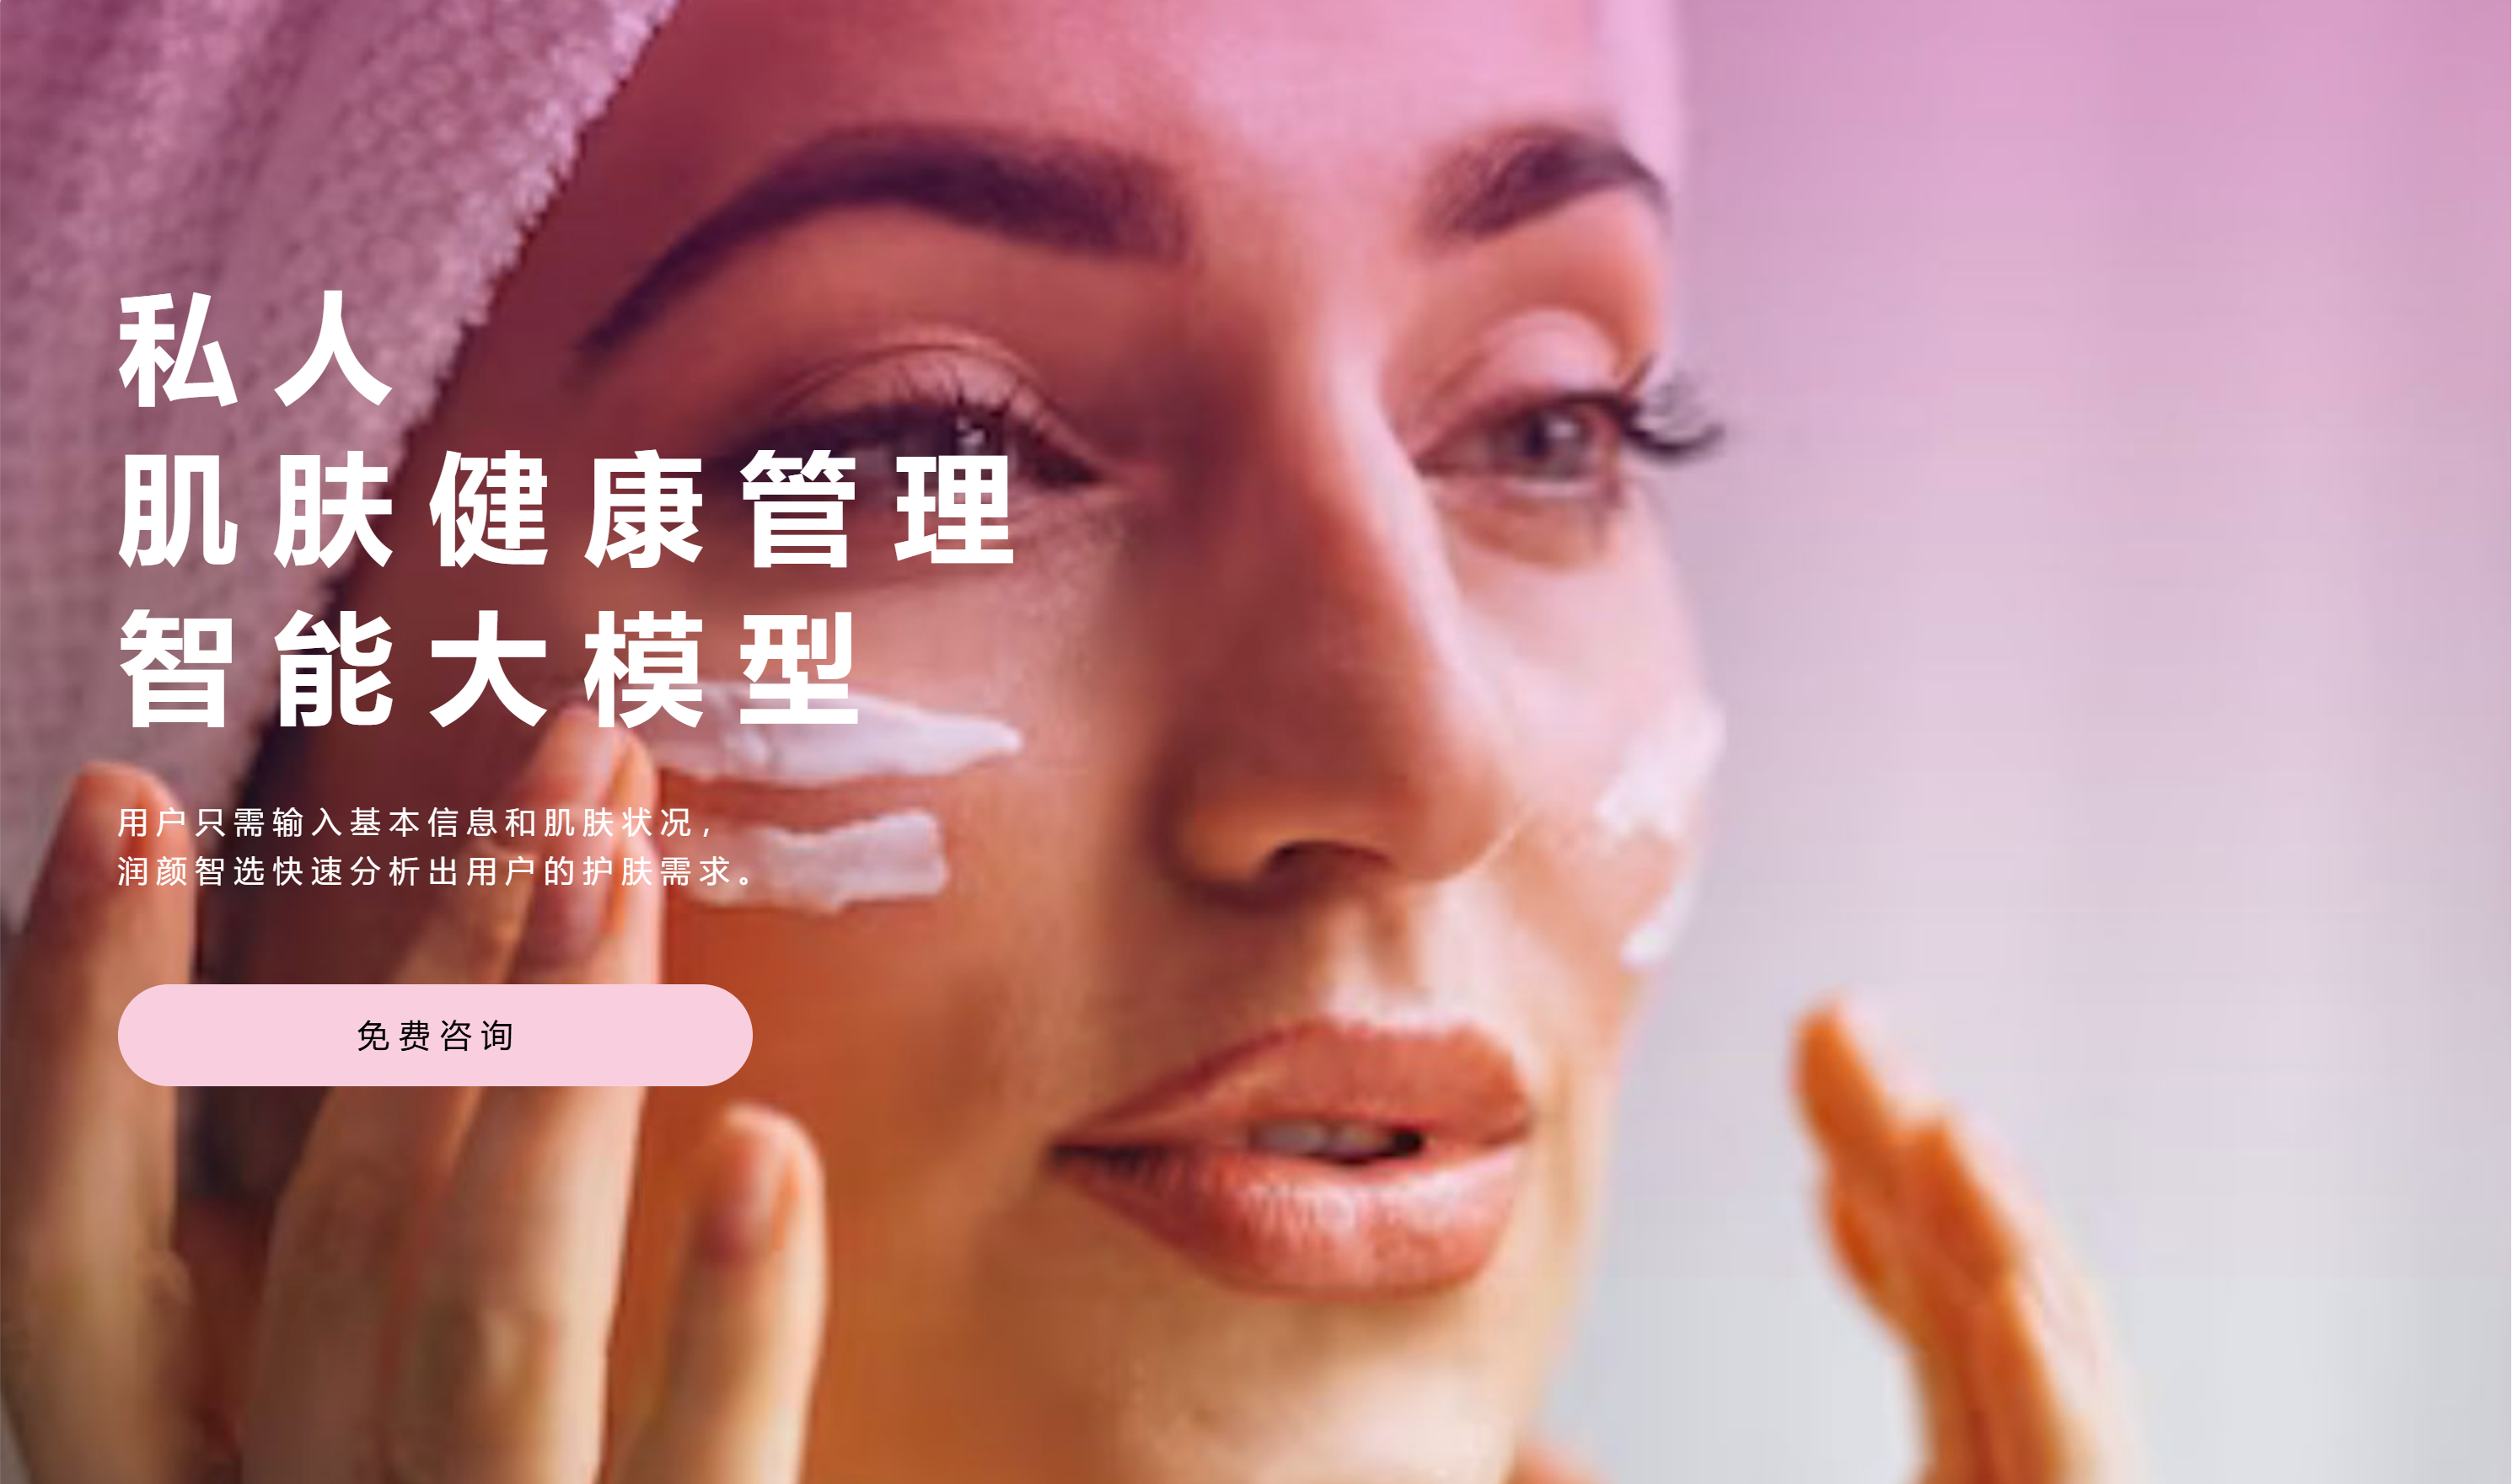 私人
肌肤健康管理
智能大模型
用户只需输入基本信息和肌肤状况，
润颜智选快速分析出用户的护肤需求。
免费咨询